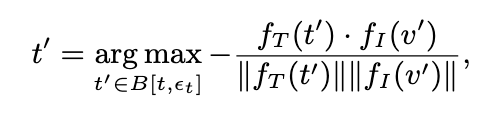 t′ = arg max − f_T(t′) · f_I(v′) / ‖f_T(t′)‖‖f_I(v′)‖,
t′∈B[t,ϵ_t]